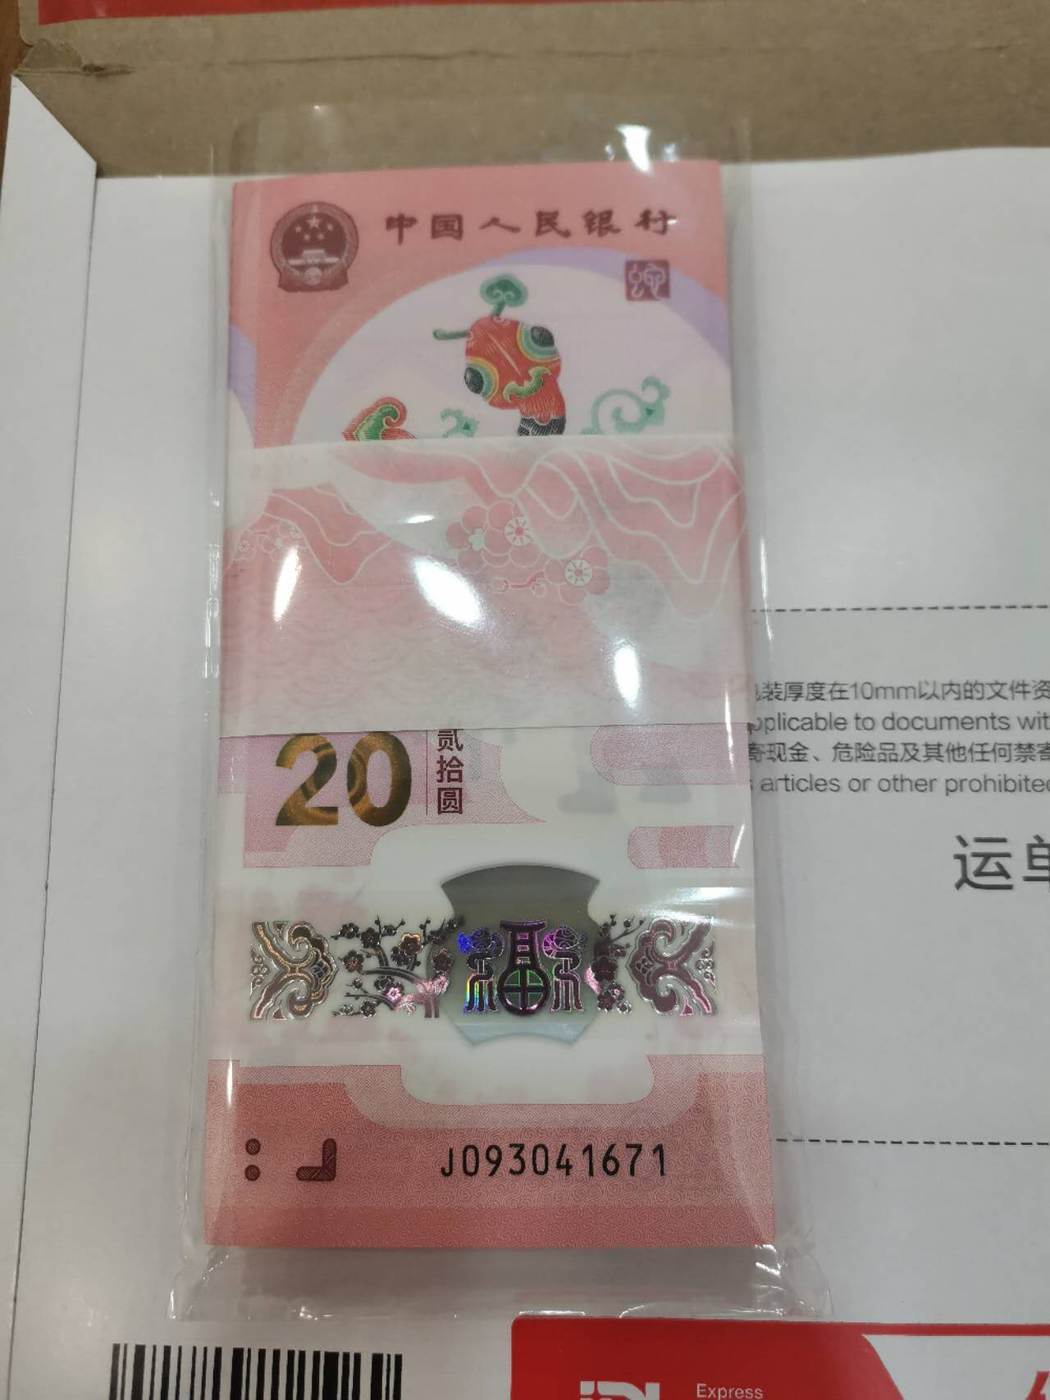 中国人民银行
蛇
20
贰拾圆
福
J093041671
装厚度在10mm以内的文件资
plicable to documents wit
寄现金、危险品及其他任何禁寄
articles or other prohibited
运单
Express